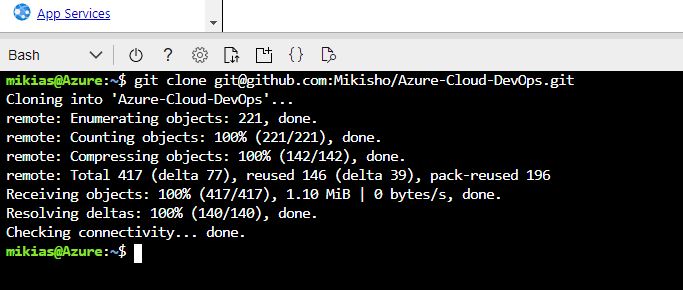 App Services
Bash
mikias@Azure:~$ git clone git@github.com:Mikisho/Azure-Cloud-DevOps.git
Cloning into 'Azure-Cloud-DevOps'...
remote: Enumerating objects: 221, done.
remote: Counting objects: 100% (221/221), done.
remote: Compressing objects: 100% (142/142), done.
remote: Total 417 (delta 77), reused 146 (delta 39), pack-reused 196
Receiving objects: 100% (417/417), 1.10 MiB | 0 bytes/s, done.
Resolving deltas: 100% (140/140), done.
Checking connectivity... done.
mikias@Azure:~$